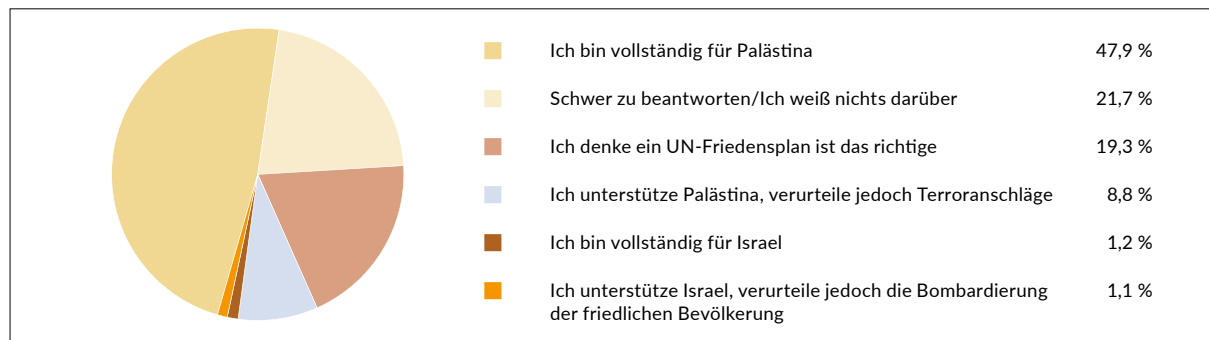 Ich bin vollständig für Palästina 47,9 %
Schwer zu beantworten/Ich weiß nichts darüber 21,7 %
Ich denke ein UN-Friedensplan ist das richtige 19,3 %
Ich unterstütze Palästina, verurteile jedoch Terroranschläge 8,8 %
Ich bin vollständig für Israel 1,2 %
Ich unterstütze Israel, verurteile jedoch die Bombardierung 1,1 %
der friedlichen Bevölkerung